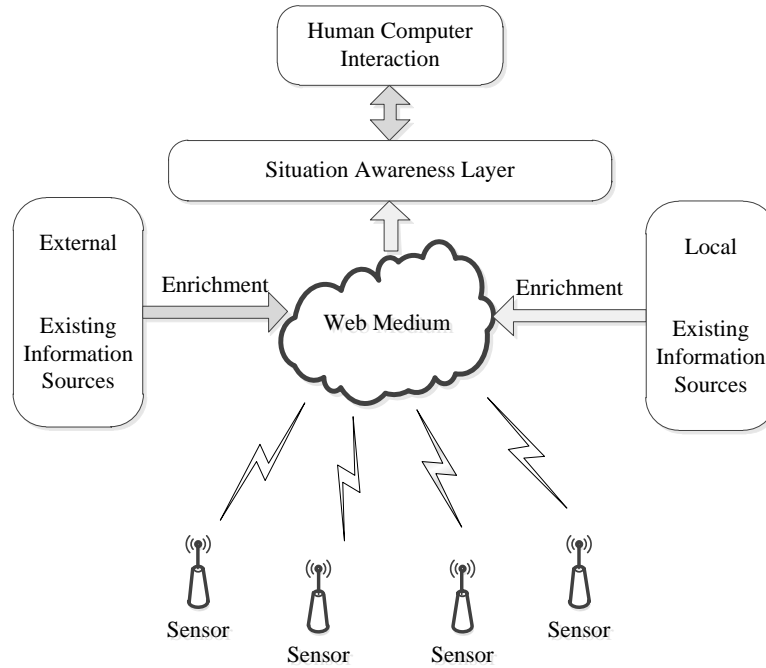 Human Computer
Interaction
Situation Awareness Layer
External
Existing
Information
Sources
Enrichment
Web Medium
Enrichment
Local
Existing
Information
Sources
Sensor
Sensor
Sensor
Sensor